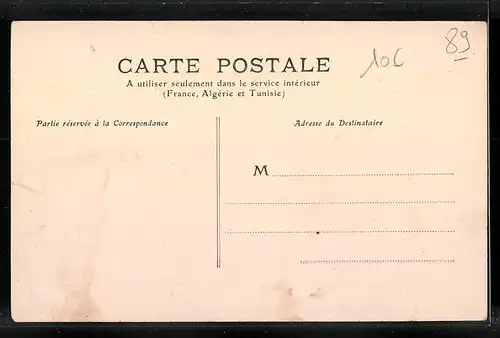 89
10€
CARTE POSTALE
A utiliser seulement dans le service intérieur
(France, Algérie et Tunisie)
Partie réservée à la Correspondance
Adresse du Destinataire
M